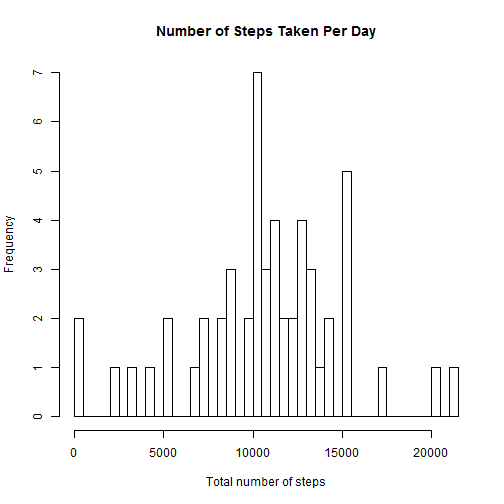 Number of Steps Taken Per Day
7
6
5
4
3
2
1
0
Frequency
0 5000 10000 15000 20000
Total number of steps